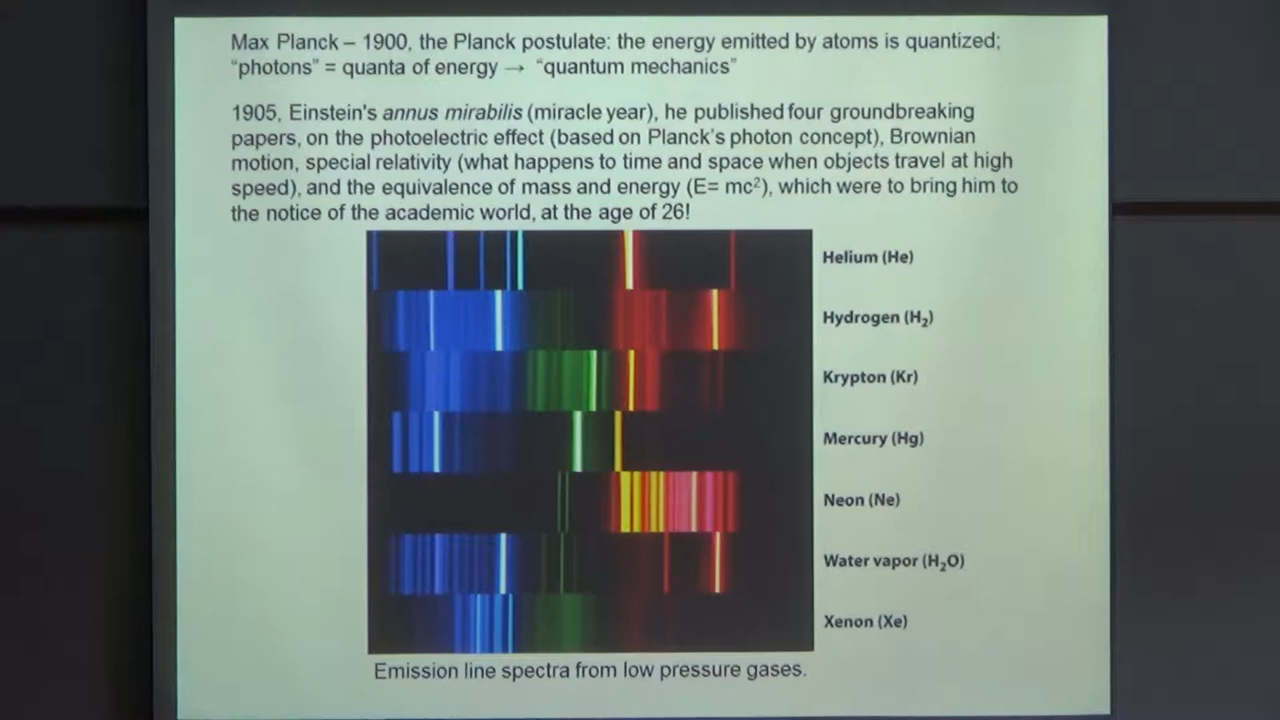 Max Planck – 1900, the Planck postulate: the energy emitted by atoms is quantized;
“photons” = quanta of energy → “quantum mechanics”
1905, Einstein's annus mirabilis (miracle year), he published four groundbreaking
papers, on the photoelectric effect (based on Planck's photon concept), Brownian
motion, special relativity (what happens to time and space when objects travel at high
speed), and the equivalence of mass and energy (E= mc²), which were to bring him to
the notice of the academic world, at the age of 26!
Helium (He)
Hydrogen (H₂)
Krypton (Kr)
Mercury (Hg)
Neon (Ne)
Water vapor (H₂O)
Xenon (Xe)
Emission line spectra from low pressure gases.